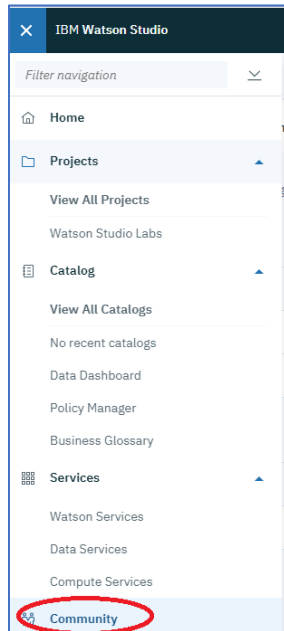 IBM Watson Studio
Filter navigation
Home
Projects
View All Projects
Watson Studio Labs
Catalog
View All Catalogs
No recent catalogs
Data Dashboard
Policy Manager
Business Glossary
Services
Watson Services
Data Services
Compute Services
Community